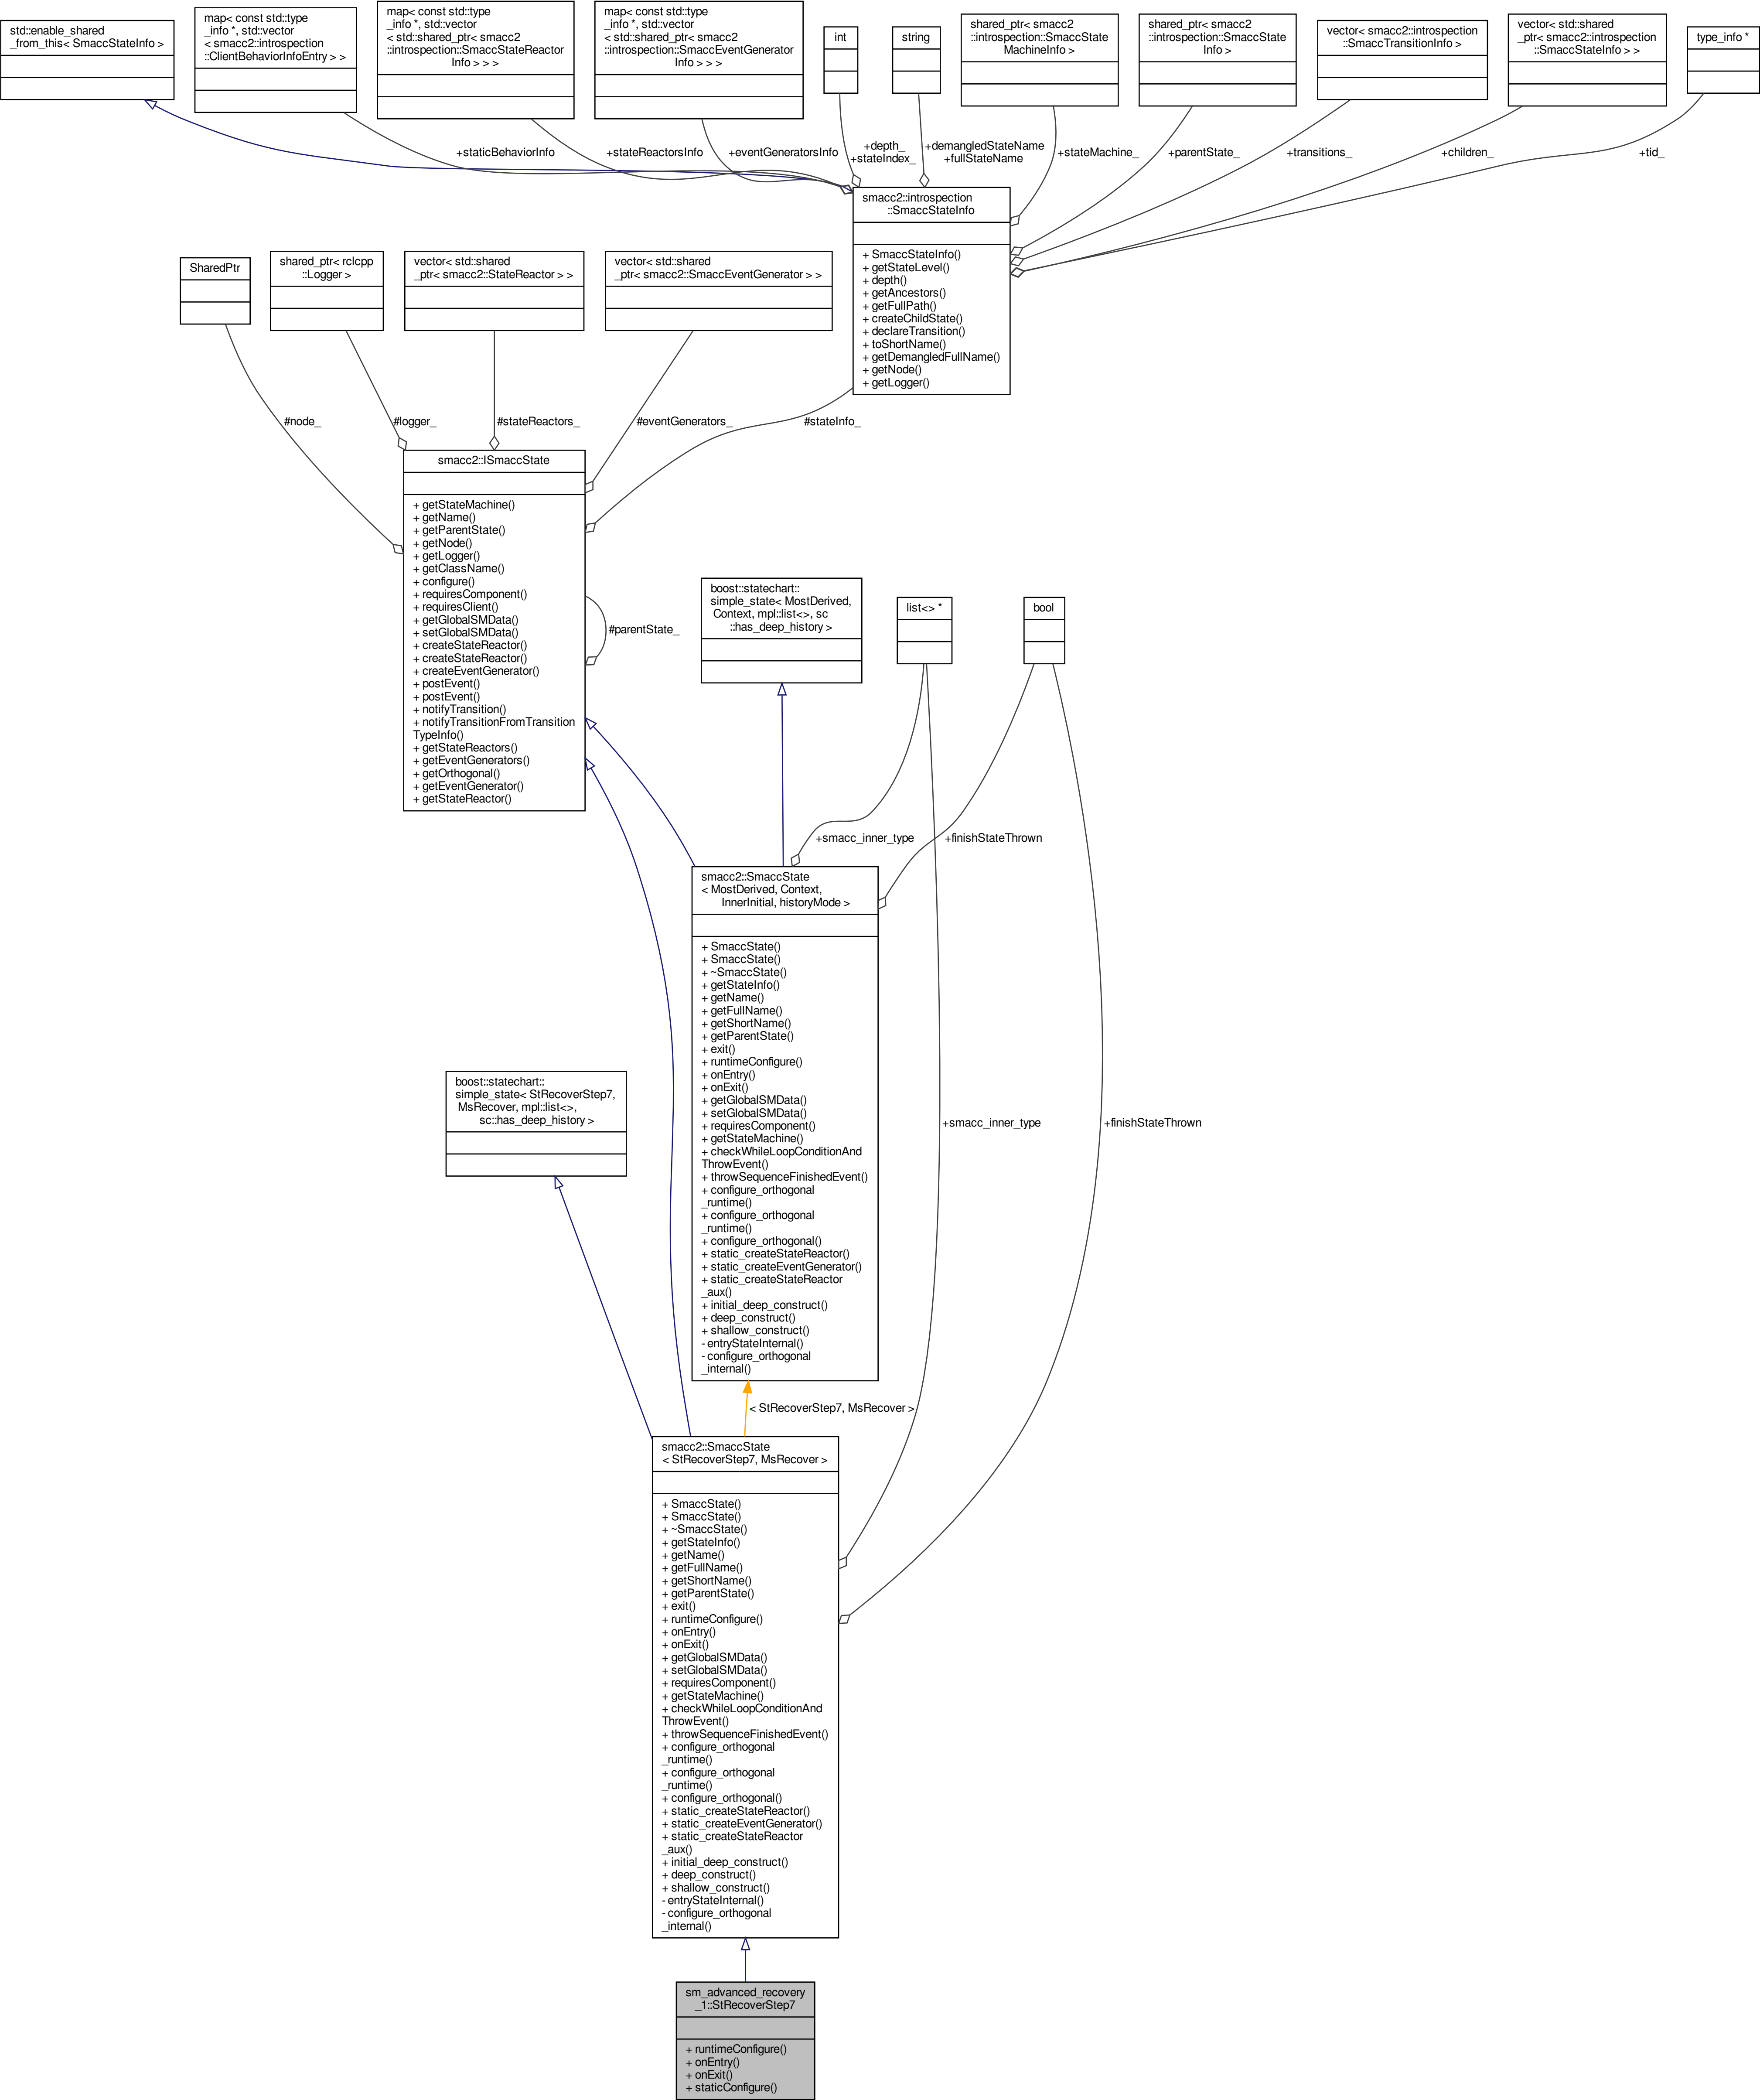 std::enable_shared
_from_this< SmaccStateInfo >
map< const std::type
_info *, std::vector
< smacc2::introspection
::ClientBehaviorInfoEntry > >
map< const std::type
_info *, std::vector
< std::shared_ptr< smacc2
::introspection::SmaccStateReactor
Info > > >
map< const std::type
_info *, std::vector
< std::shared_ptr< smacc2
::introspection::SmaccEventGenerator
Info > > >
int
string
shared_ptr< smacc2
::introspection::SmaccState
MachineInfo >
shared_ptr< smacc2
::introspection::SmaccState
Info >
vector< smacc2::introspection
::SmaccTransitionInfo >
vector< std::shared
_ptr< smacc2::introspection
::SmaccStateInfo > >
type_info *
+staticBehaviorInfo
+stateReactorsInfo
+eventGeneratorsInfo
+depth_
+stateIndex_
+demangledStateName
+fullStateName
+stateMachine_
+parentState_
+transitions_
+children_
+tid_
smacc2::introspection
::SmaccStateInfo
+ SmaccStateInfo()
+ getStateLevel()
+ depth()
+ getAncestors()
+ getFullPath()
+ createChildState()
+ declareTransition()
+ toShortName()
+ getDemangledFullName()
+ getNode()
+ getLogger()
SharedPtr
shared_ptr< rclcpp
::Logger >
vector< std::shared
_ptr< smacc2::StateReactor > >
vector< std::shared
_ptr< smacc2::SmaccEventGenerator > >
#node_
#logger_
#stateReactors_
#eventGenerators_
#stateInfo_
smacc2::ISmaccState
+ getStateMachine()
+ getName()
+ getParentState()
+ getNode()
+ getLogger()
+ getClassName()
+ configure()
+ requiresComponent()
+ requiresClient()
+ getGlobalSMData()
+ setGlobalSMData()
+ createStateReactor()
+ createStateReactor()
+ createEventGenerator()
+ postEvent()
+ postEvent()
+ notifyTransition()
+ notifyTransitionFromTransition
TypeInfo()
+ getStateReactors()
+ getEventGenerators()
+ getOrthogonal()
+ getEventGenerator()
+ getStateReactor()
#parentState_
boost::statechart::
simple_state< MostDerived,
Context, mpl::list<>, sc
::has_deep_history >
list<> *
bool
+smacc_inner_type
+finishStateThrown
smacc2::SmaccState
< MostDerived, Context,
InnerInitial, historyMode >
+ SmaccState()
+ SmaccState()
+ ~SmaccState()
+ getStateInfo()
+ getName()
+ getFullName()
+ getShortName()
+ getParentState()
+ exit()
+ runtimeConfigure()
+ onEntry()
+ onExit()
+ getGlobalSMData()
+ setGlobalSMData()
+ requiresComponent()
+ getStateMachine()
+ checkWhileLoopConditionAnd
ThrowEvent()
+ throwSequenceFinishedEvent()
+ configure_orthogonal
_runtime()
+ configure_orthogonal
_runtime()
+ configure_orthogonal()
+ static_createStateReactor()
+ static_createEventGenerator()
+ static_createStateReactor
_aux()
+ initial_deep_construct()
+ deep_construct()
+ shallow_construct()
- entryStateInternal()
- configure_orthogonal
_internal()
boost::statechart::
simple_state< StRecoverStep7,
MsRecover, mpl::list<>,
sc::has_deep_history >
+smacc_inner_type
+finishStateThrown
< StRecoverStep7, MsRecover >
smacc2::SmaccState
< StRecoverStep7, MsRecover >
+ SmaccState()
+ SmaccState()
+ ~SmaccState()
+ getStateInfo()
+ getName()
+ getFullName()
+ getShortName()
+ getParentState()
+ exit()
+ runtimeConfigure()
+ onEntry()
+ onExit()
+ getGlobalSMData()
+ setGlobalSMData()
+ requiresComponent()
+ getStateMachine()
+ checkWhileLoopConditionAnd
ThrowEvent()
+ throwSequenceFinishedEvent()
+ configure_orthogonal
_runtime()
+ configure_orthogonal
_runtime()
+ configure_orthogonal()
+ static_createStateReactor()
+ static_createEventGenerator()
+ static_createStateReactor
_aux()
+ initial_deep_construct()
+ deep_construct()
+ shallow_construct()
- entryStateInternal()
- configure_orthogonal
_internal()
sm_advanced_recovery
_1::StRecoverStep7
+ runtimeConfigure()
+ onEntry()
+ onExit()
+ staticConfigure()